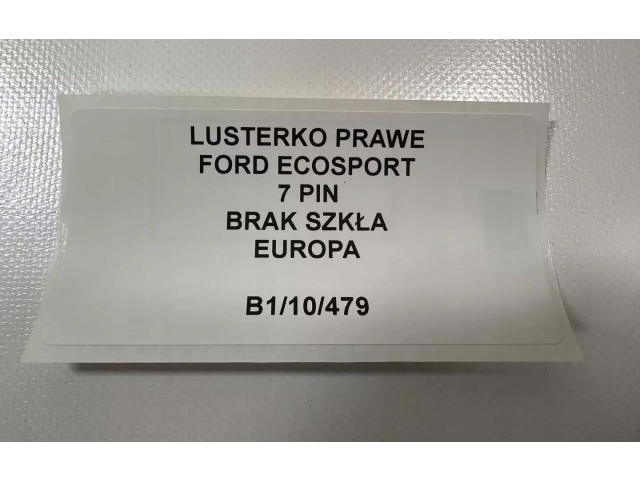 LUSTERKO PRAWE
FORD ECOSPORT
7 PIN
BRAK SZKŁA
EUROPA
B1/10/479